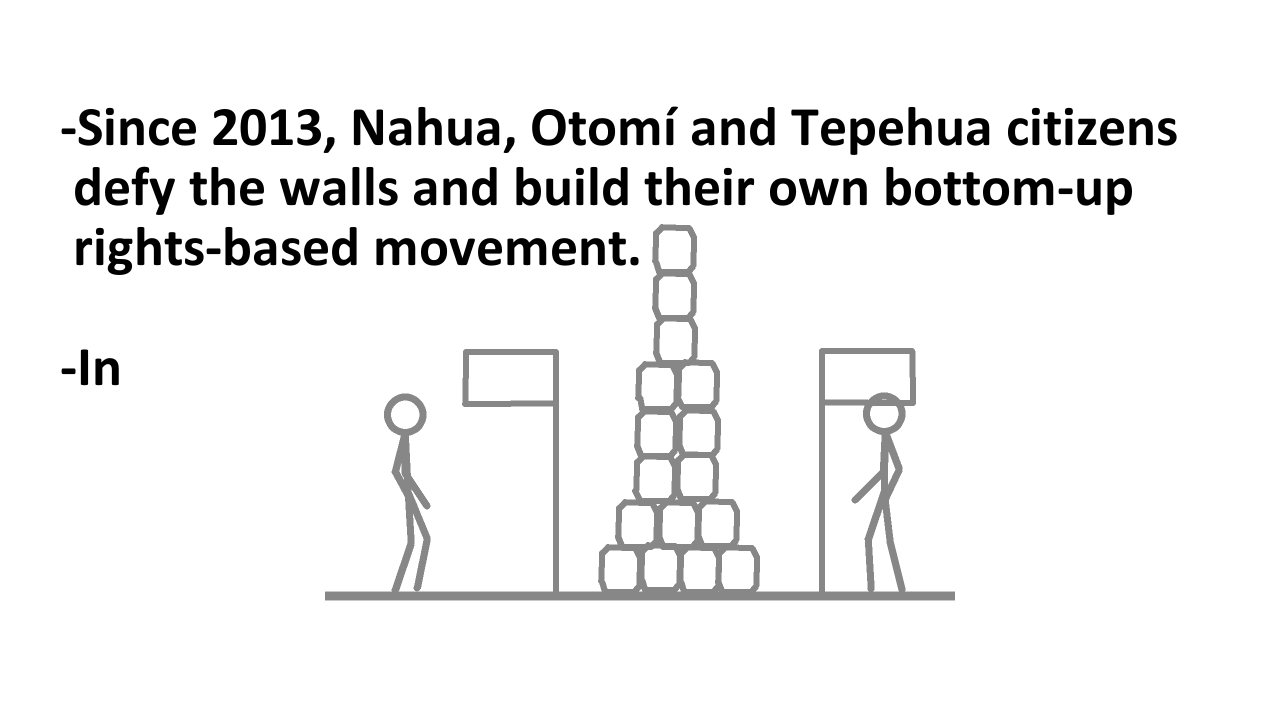 -Since 2013, Nahua, Otomí and Tepehua citizens
defy the walls and build their own bottom-up
rights-based movement.
-In